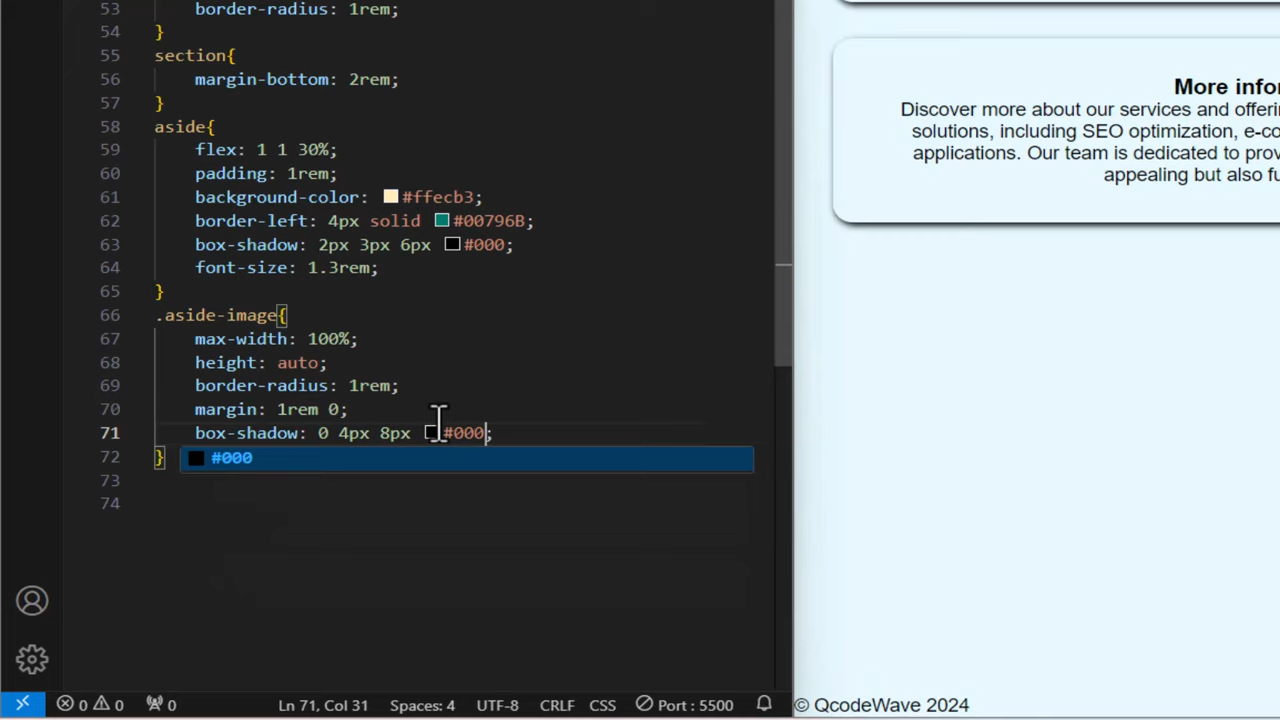 53 border-radius: 1rem;
54 }
55 section{
56 margin-bottom: 2rem;
57 }
58 aside{
59 flex: 1 1 30%;
60 padding: 1rem;
61 background-color: #ffecb3;
62 border-left: 4px solid #00796B;
63 box-shadow: 2px 3px 6px #000;
64 font-size: 1.3rem;
65 }
66 .aside-image{
67 max-width: 100%;
68 height: auto;
69 border-radius: 1rem;
70 margin: 1rem 0;
71 box-shadow: 0 4px 8px #000;
72 }
#000
73
74
0 0 0 Ln 71, Col 31 Spaces: 4 UTF-8 CRLF CSS Port : 5500
More infor
Discover more about our services and offerin
solutions, including SEO optimization, e-co
applications. Our team is dedicated to prov
appealing but also fu
© QcodeWave 2024